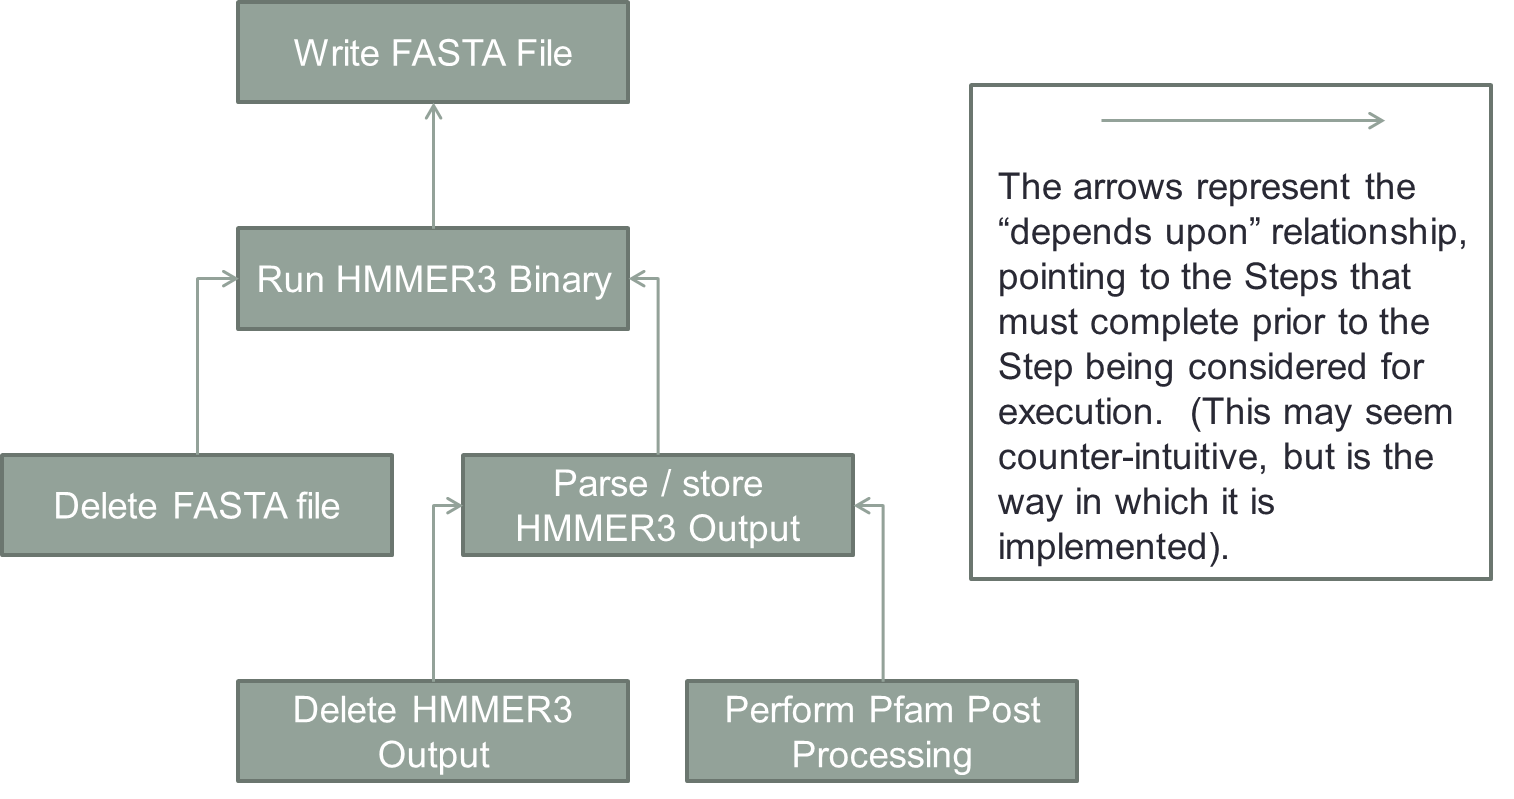 Write FASTA File
Run HMMER3 Binary
Delete FASTA file
Parse / store
HMMER3 Output
Delete HMMER3
Output
Perform Pfam Post
Processing
The arrows represent the
“depends upon” relationship,
pointing to the Steps that
must complete prior to the
Step being considered for
execution.  (This may seem
counter-intuitive, but is the
way in which it is
implemented).